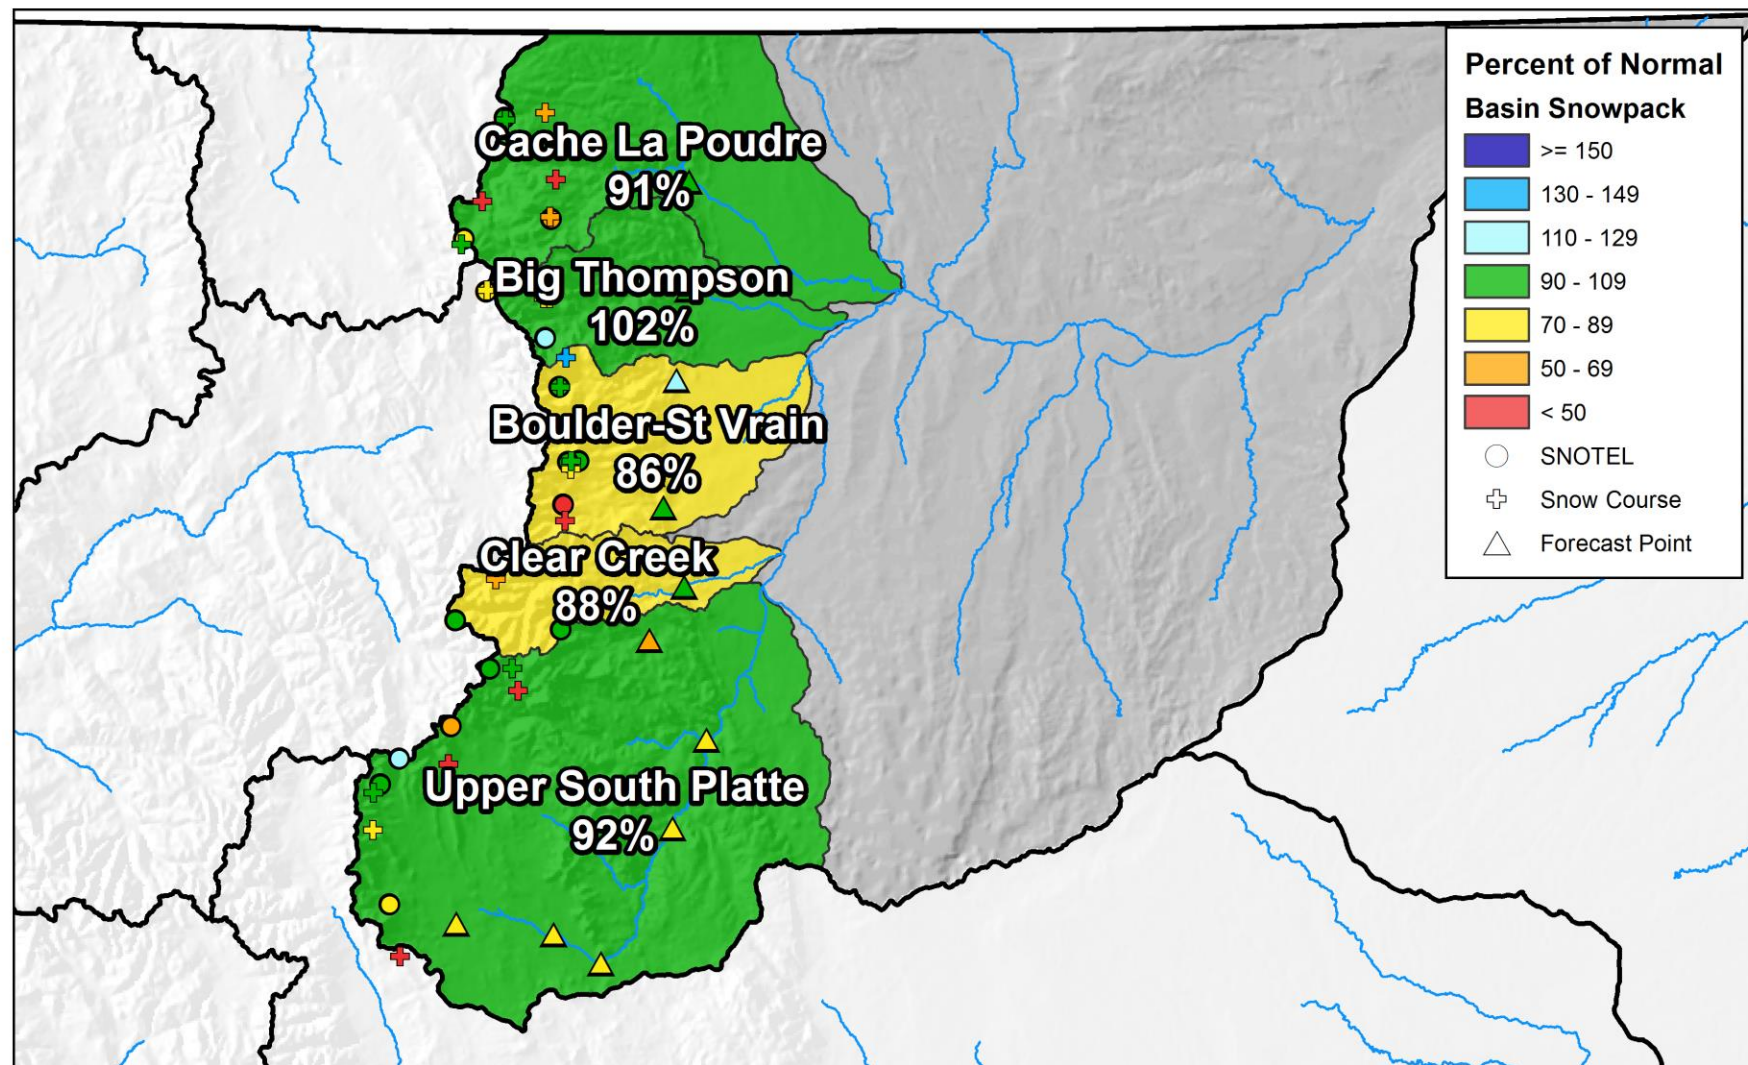 Cache La Poudre
91%
Big Thompson
102%
Boulder-St Vrain
86%
Clear Creek
88%
Upper South Platte
92%
Percent of Normal
Basin Snowpack
>= 150
130 - 149
110 - 129
90 - 109
70 - 89
50 - 69
< 50
SNOTEL
Snow Course
Forecast Point